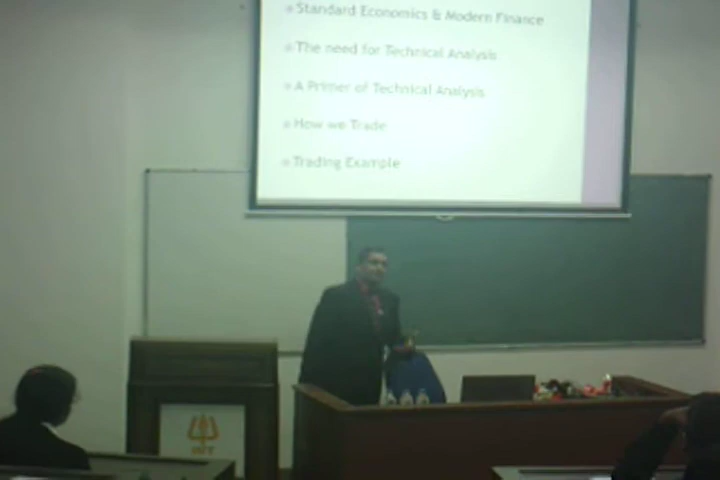 Standard Economics & Modern Finance
The need for Technical Analysis
A Primer of Technical Analysis
How we Trade
Trading Example